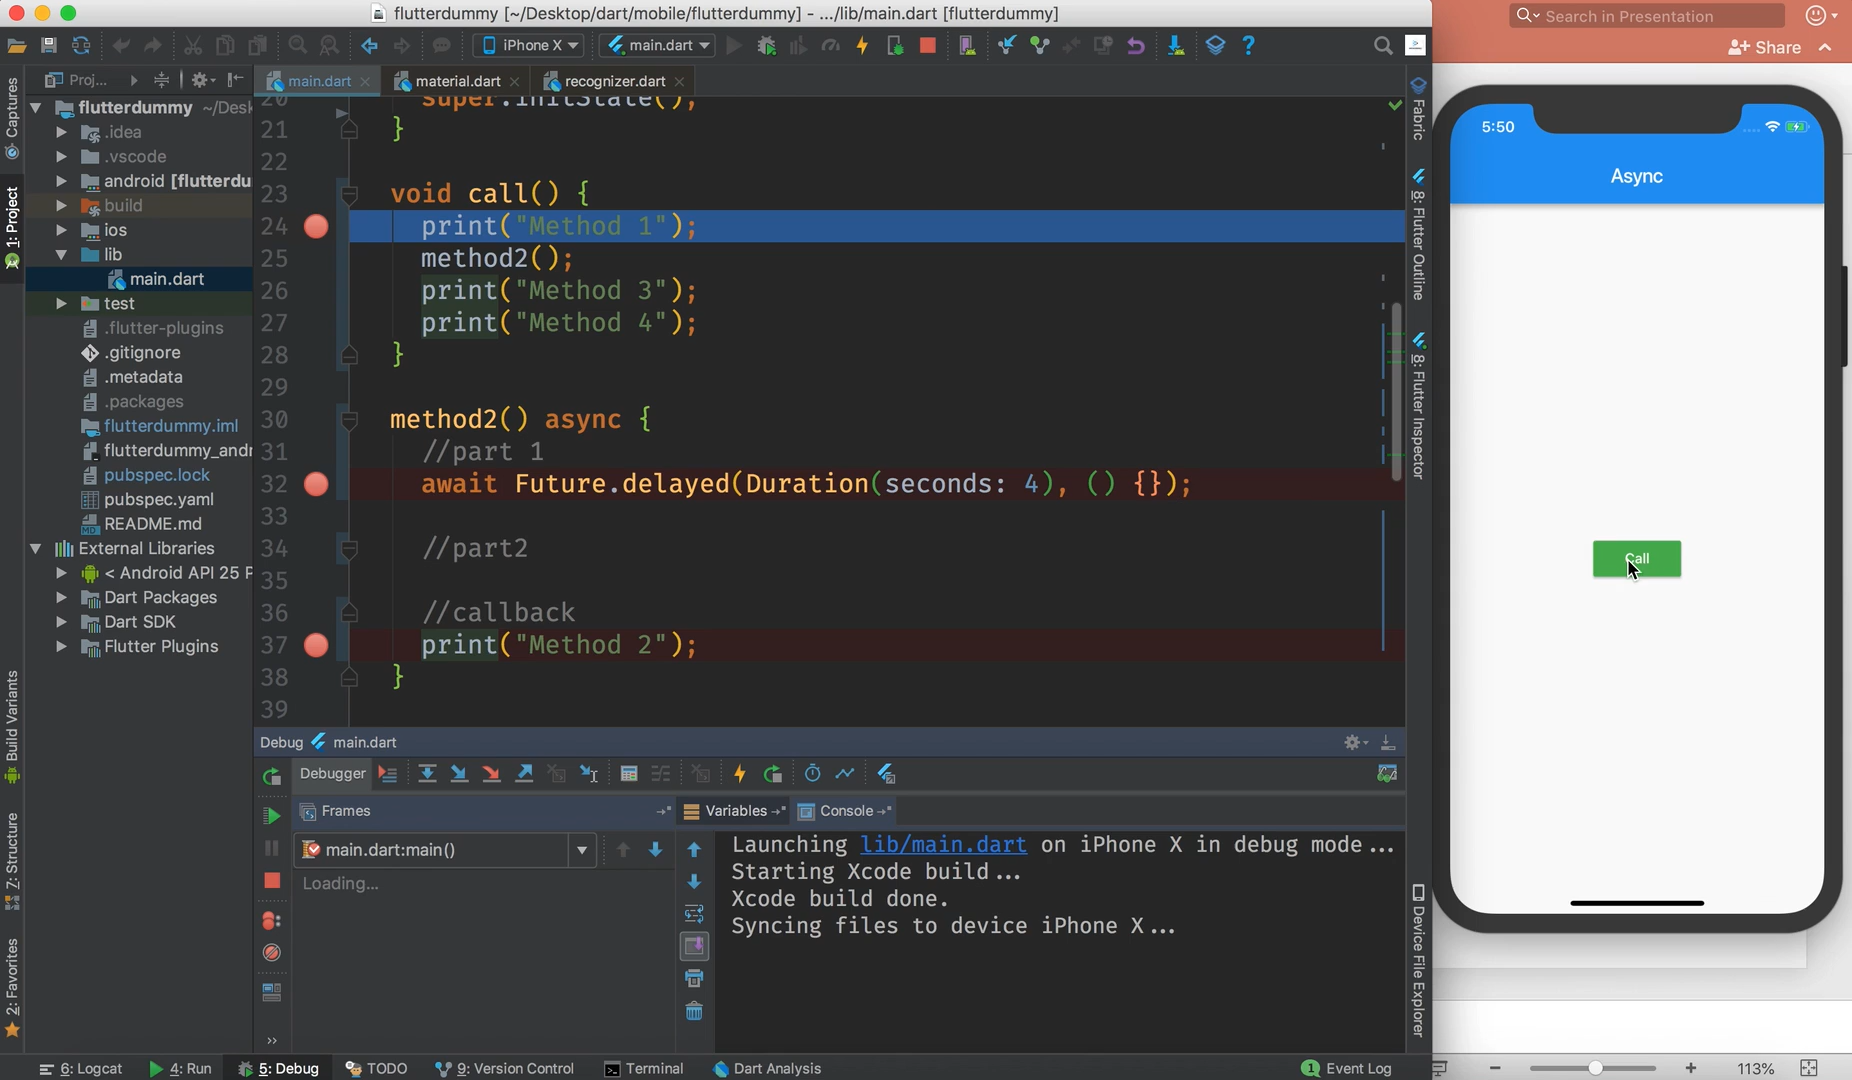 flutterdummy [~/Desktop/dart/mobile/flutterdummy] - .../lib/main.dart [flutterdummy]
Search in Presentation
Share
iPhone X
main.dart
Proj...
main.dart
material.dart
recognizer.dart
Captures
1: Project
Build Variants
7: Structure
2: Favorites
flutterdummy ~/Desk
.idea
.vscode
android [flutterdu
build
ios
lib
main.dart
test
.flutter-plugins
.gitignore
.metadata
.packages
flutterdummy.iml
flutterdummy_andr
pubspec.lock
pubspec.yaml
README.md
External Libraries
< Android API 25 P
Dart Packages
Dart SDK
Flutter Plugins
20 super.initState();
21 }
22
23 void call() {
24 print("Method 1");
25 method2();
26 print("Method 3");
27 print("Method 4");
28 }
29
30 method2() async {
31 //part 1
32 await Future.delayed(Duration(seconds: 4), () {});
33
34 //part2
35
36 //callback
37 print("Method 2");
38 }
39
Fabric
8: Flutter Outline
8: Flutter Inspector
Device File Explorer
5:50
Async
Call
Debug main.dart
Debugger
Frames
Variables
Console
main.dart:main()
Loading...
Launching lib/main.dart on iPhone X in debug mode...
Starting Xcode build...
Xcode build done.
Syncing files to device iPhone X...
6: Logcat
4: Run
5: Debug
TODO
9: Version Control
Terminal
Dart Analysis
1 Event Log
113%